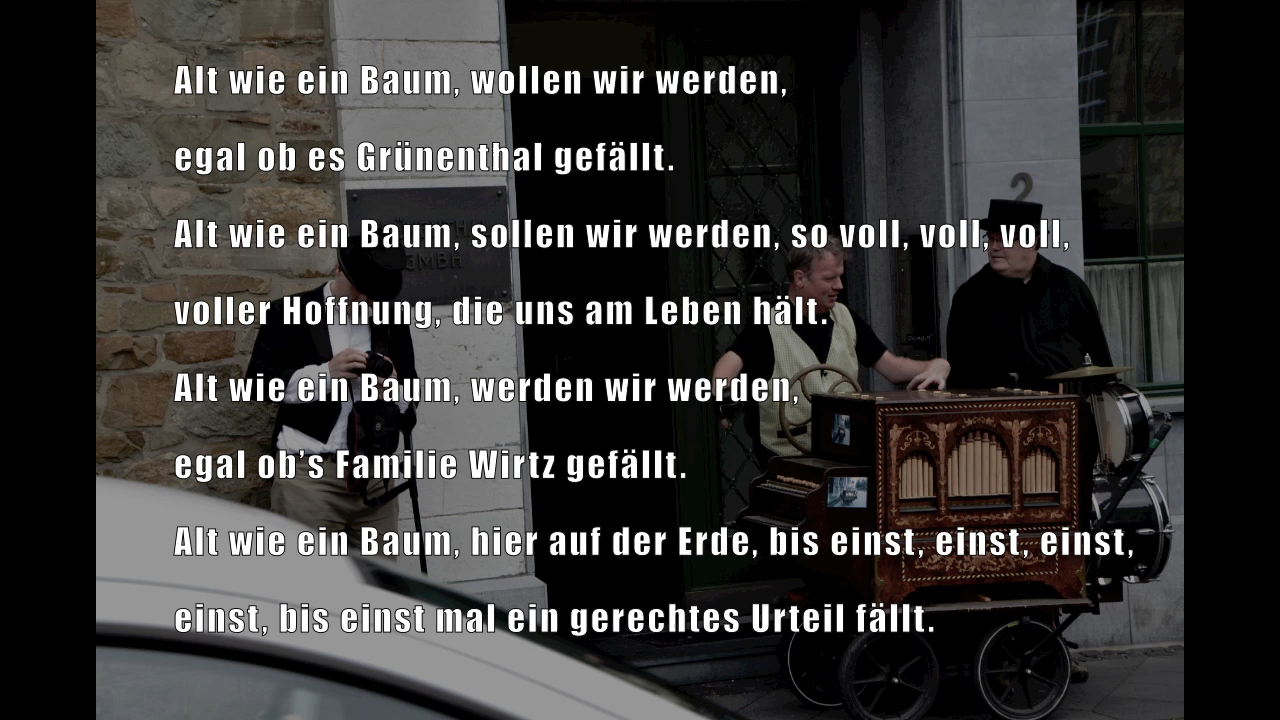 Alt wie ein Baum, wollen wir werden,
egal ob es Grünenthal gefällt.
Alt wie ein Baum, sollen wir werden, so voll, voll, voll,
voller Hoffnung, die uns am Leben hält.
Alt wie ein Baum, werden wir werden,
egal ob’s Familie Wirtz gefällt.
Alt wie ein Baum, hier auf der Erde, bis einst, einst, einst,
einst, bis einst mal ein gerechtes Urteil fällt.
2